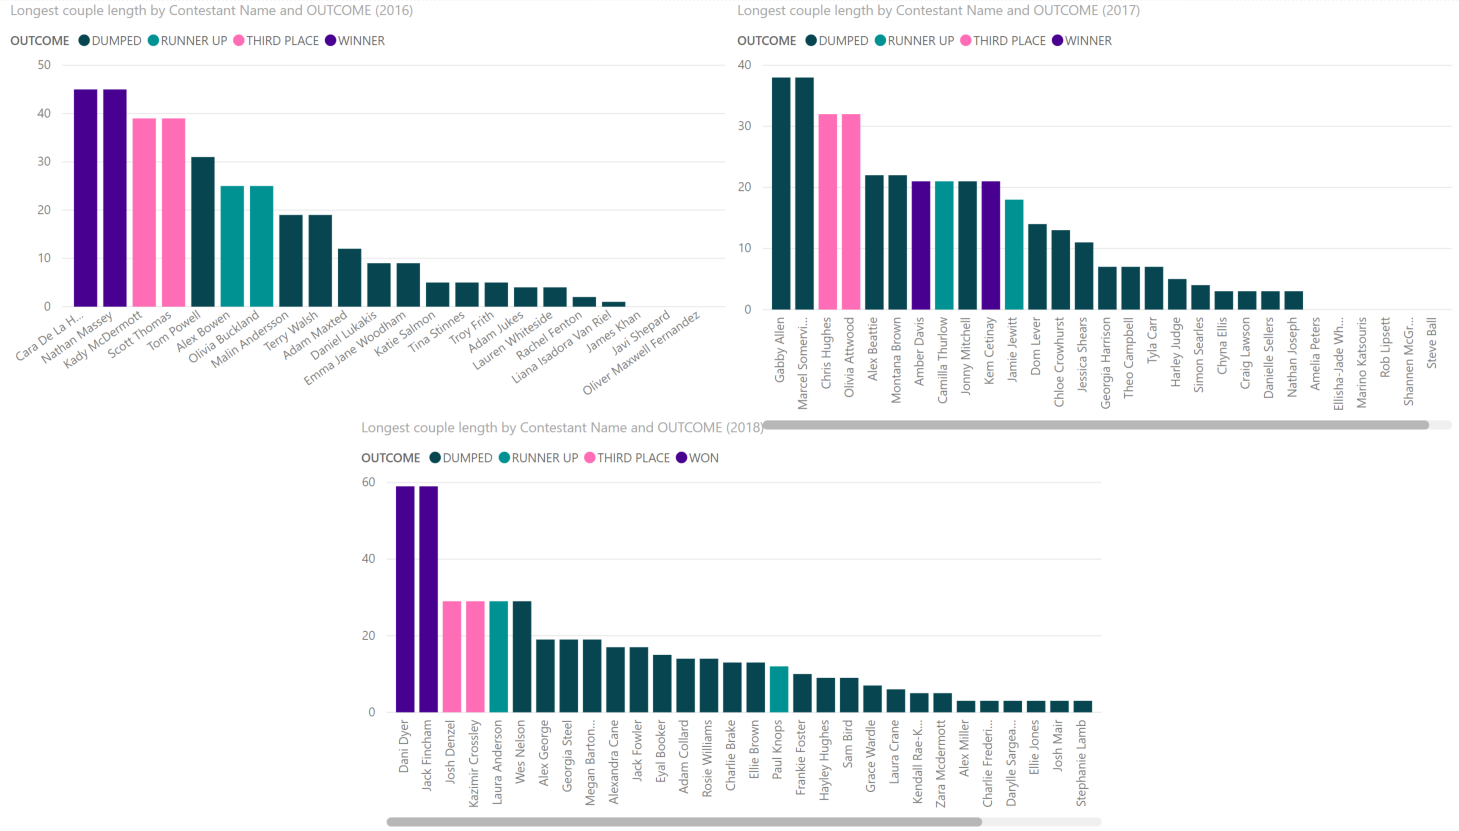 Longest couple length by Contestant Name and OUTCOME (2016)
OUTCOME DUMPED RUNNER UP THIRD PLACE WINNER
50
40
30
20
10
0
Cara De La H...
Nathan Massey
Kady McDermott
Scott Thomas
Tom Powell
Alex Bowen
Olivia Buckland
Malin Andersson
Terry Walsh
Adam Maxted
Daniel Lukakis
Emma Jane Woodham
Katie Salmon
Tina Stinnes
Troy Frith
Adam Jukes
Lauren Whiteside
Rachel Fenton
Liana Isadora Van Riel
James Khan
Javi Shepard
Oliver Maxwell Fernandez
Longest couple length by Contestant Name and OUTCOME (2017)
OUTCOME DUMPED RUNNER UP THIRD PLACE WINNER
40
30
20
10
0
Gabby Allen
Marcel Somervi...
Chris Hughes
Olivia Attwood
Alex Beattie
Montana Brown
Amber Davis
Camilla Thurlow
Jonny Mitchell
Kem Cetinay
Jamie Jewitt
Dom Lever
Chloe Crowhurst
Jessica Shears
Georgia Harrison
Theo Campbell
Tyla Carr
Harley Judge
Simon Searles
Chyna Ellis
Craig Lawson
Danielle Sellers
Nathan Joseph
Amelia Peters
Ellisha-Jade Wh...
Marino Katsouris
Rob Lipsett
Shannen McGr...
Steve Ball
Longest couple length by Contestant Name and OUTCOME (2018)
OUTCOME DUMPED RUNNER UP THIRD PLACE WON
60
40
20
0
Dani Dyer
Jack Fincham
Josh Denzel
Kazimir Crossley
Laura Anderson
Wes Nelson
Alex George
Georgia Steel
Megan Barton...
Alexandra Cane
Jack Fowler
Eyal Booker
Adam Collard
Rosie Williams
Charlie Brake
Ellie Brown
Paul Knops
Frankie Foster
Hayley Hughes
Sam Bird
Grace Wardle
Laura Crane
Kendall Rae-K...
Zara Mcdermott
Alex Miller
Charlie Frederi...
Darylle Sargea...
Ellie Jones
Josh Mair
Stephanie Lamb